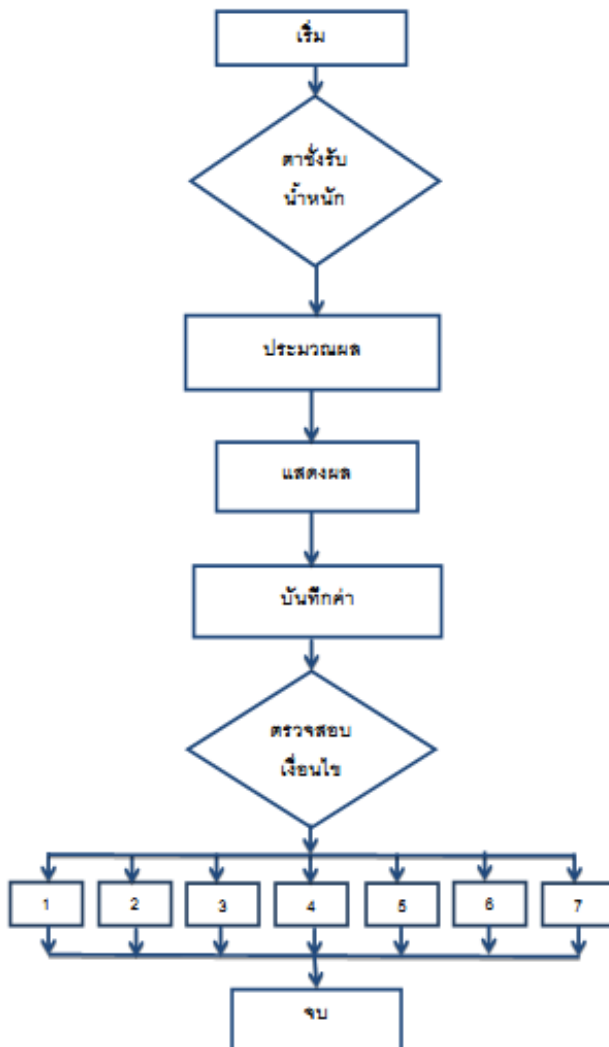 เริ่ม
ตาชั่งรับ
น้ำหนัก
ประมวณผล
แสดงผล
บันทึกค่า
ตรวจสอบ
เงื่อนไข
1 2 3 4 5 6 7
จบ